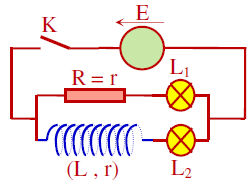 E
K
R = r
L₁
(L , r)
L₂